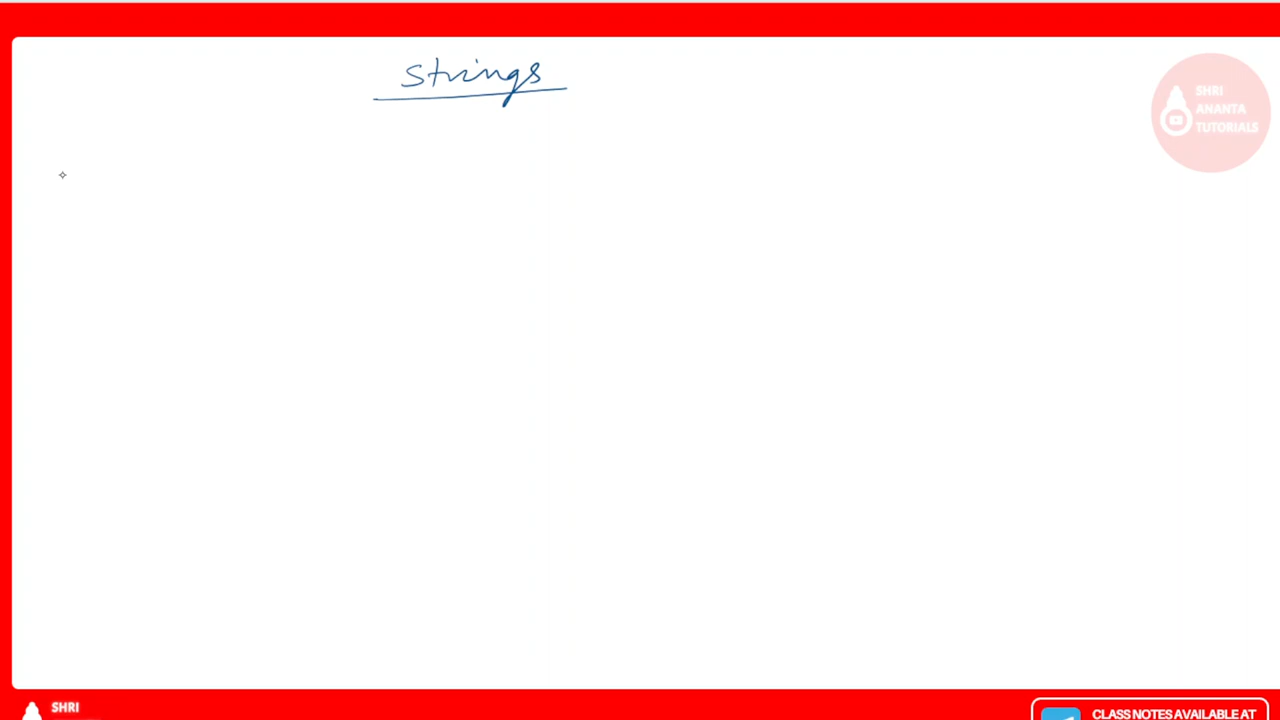 Strings
SHRI
ANANTA
TUTORIALS
SHRI
CLASS NOTES AVAILABLE AT